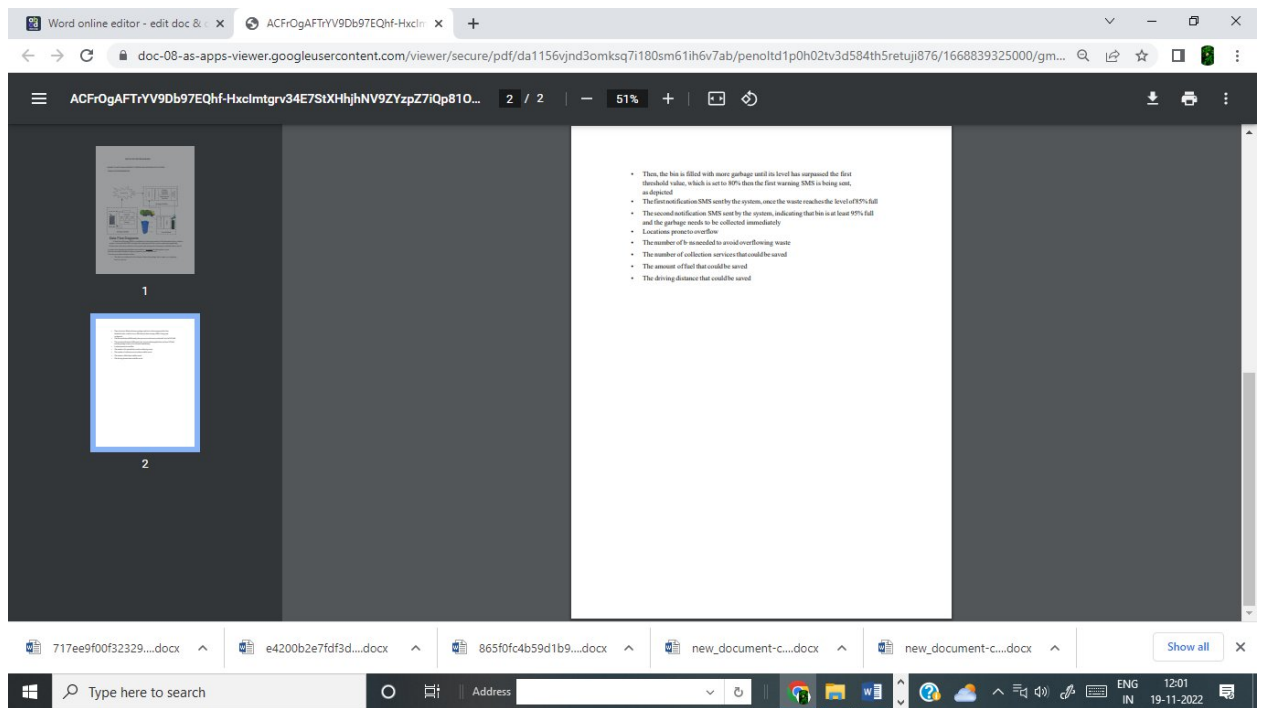 Word online editor - edit doc &
ACFrOgAFTrYV9Db97EQhf-Hxclm
doc-08-as-apps-viewer.googleusercontent.com/viewer/secure/pdf/da1156vjnd3omksq7i180sm61ih6v7ab/penoltd1p0h02tv3d584th5retuji876/1668839325000/gm...
ACFrOgAFTrYV9Db97EQhf-HxcImtgrv34E7StXHhjhNV9ZYzpZ7iQp81O... 2 / 2 51%
• Then, the bin is filled with more garbage until its level has surpassed the first
threshold value, which is set to 80% then the first warning SMS is being sent,
as depicted
• The first notification SMS sent by the system, once the waste reaches the level of 85% full
• The second notification SMS sent by the system, indicating that bin is at least 95% full
and the garbage needs to be collected immediately
• Locations prone to overflow
• The number of needed to avoid overflowing waste
• The number of collection services that could be saved
• The amount of fuel that could be saved
• The driving distance that could be saved
1
2
717ee9f00f32329....docx e4200b2e7fdf3d....docx 865f0fc4b59d1b9....docx new_document-c....docx new_document-c....docx Show all
Type here to search Address ENG 12:01
IN 19-11-2022